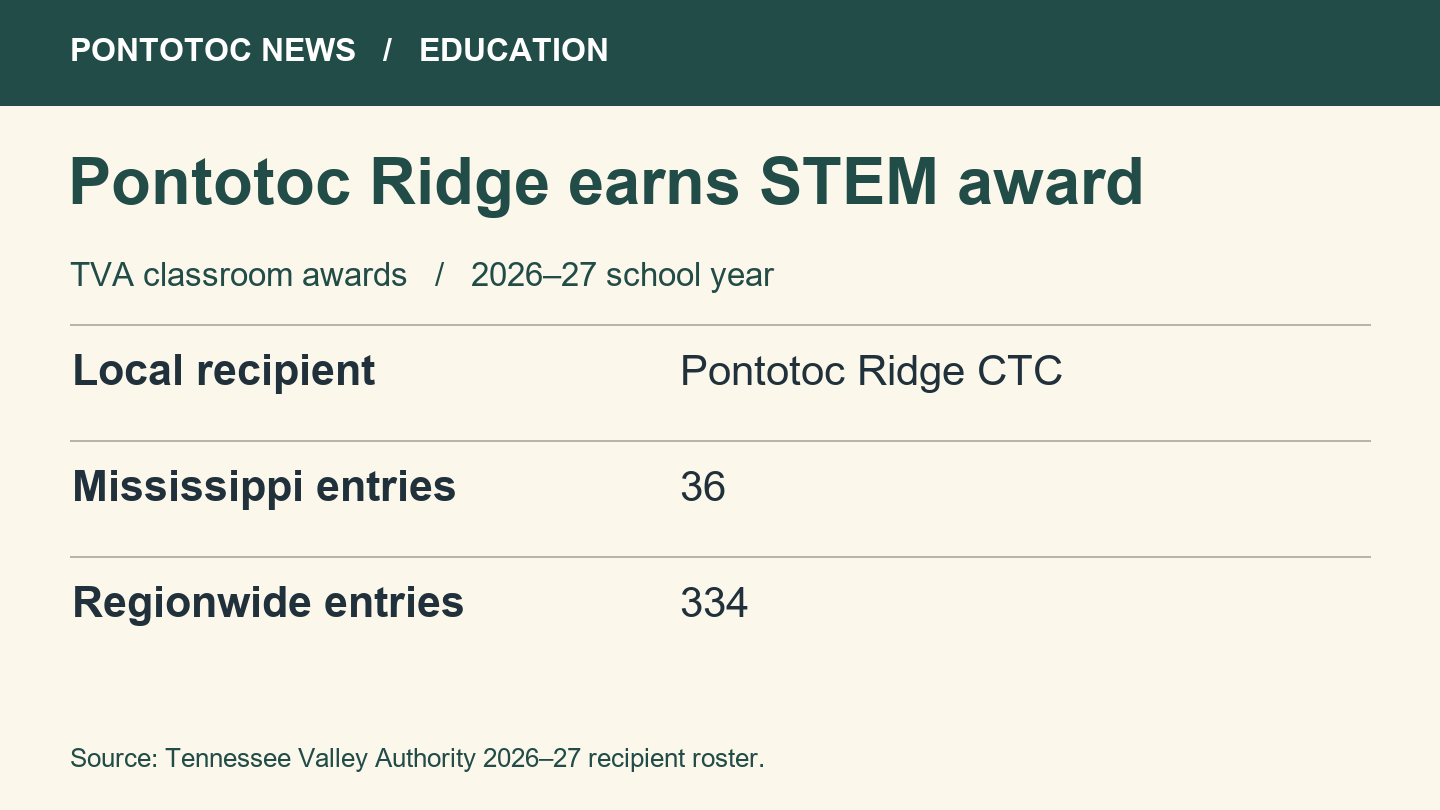 PONTOTOC NEWS / EDUCATION
Pontotoc Ridge earns STEM award
TVA classroom awards / 2026–27 school year
Local recipient Pontotoc Ridge CTC
Mississippi entries 36
Regionwide entries 334
Source: Tennessee Valley Authority 2026–27 recipient roster.